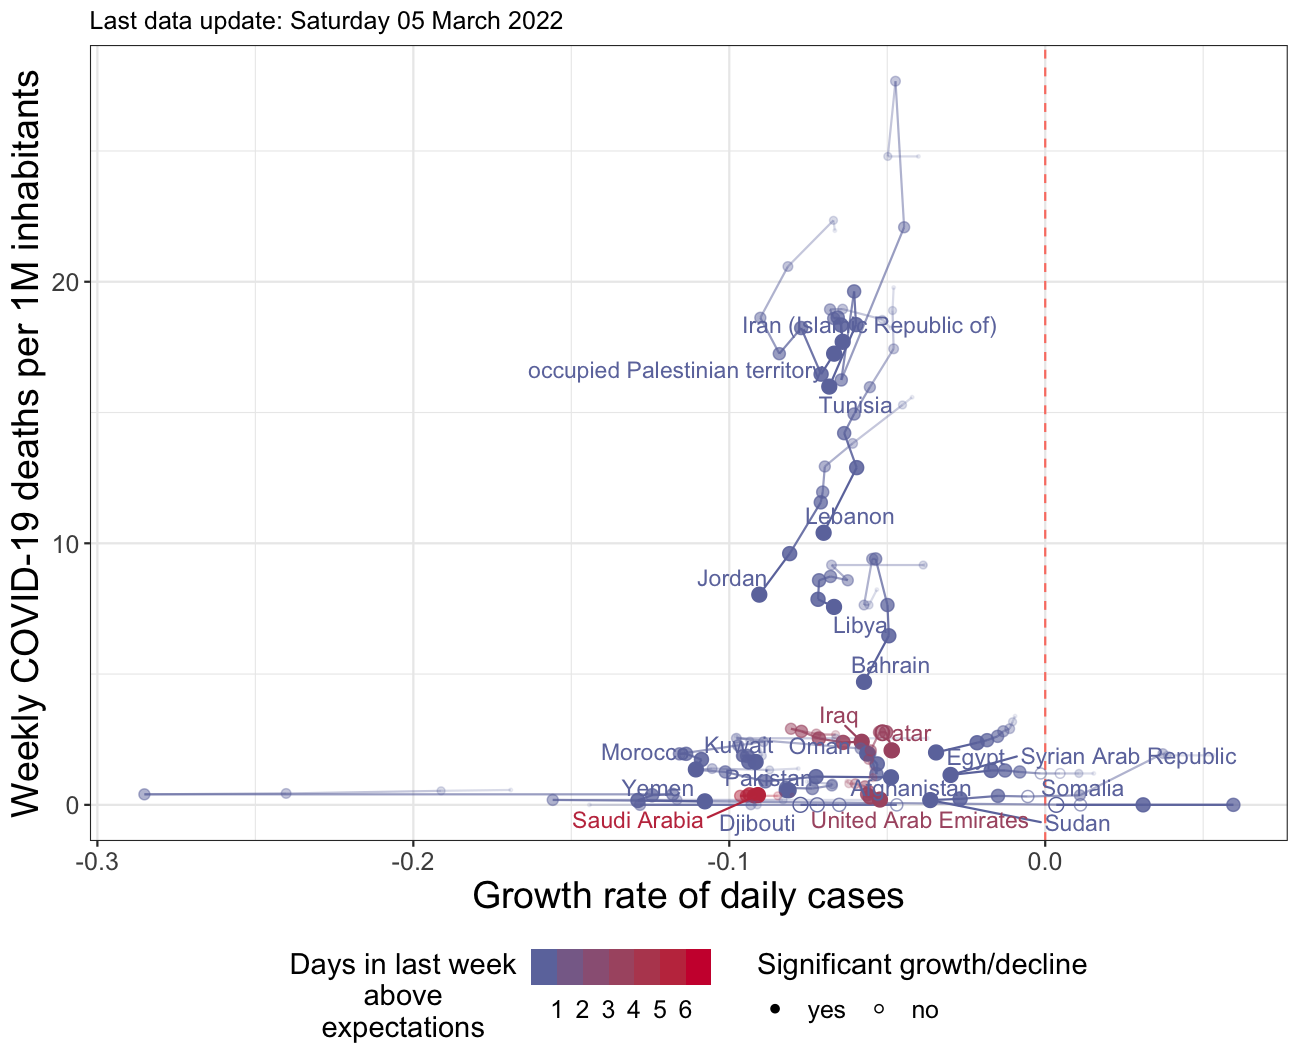 Last data update: Saturday 05 March 2022
Weekly COVID-19 deaths per 1M inhabitants
20
10
0
Iran (Islamic Republic of)
occupied Palestinian territory
Tunisia
Lebanon
Jordan
Libya
Bahrain
Iraq
Qatar
Morocco
Kuwait
Oman
Egypt
Syrian Arab Republic
Pakistan
Yemen
Afghanistan
Somalia
Saudi Arabia
Djibouti
United Arab Emirates
Sudan
-0.3
-0.2
-0.1
0.0
Growth rate of daily cases
Days in last week
above
expectations
1 2 3 4 5 6
Significant growth/decline
yes
no